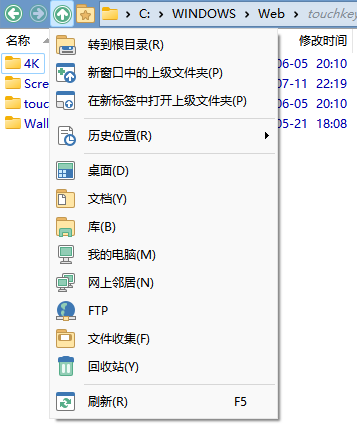 C: WINDOWS Web touchkey
名称 修改时间
转到根目录(R)
4K 06-05 20:10
新窗口中的上级文件夹(P)
Scre 07-11 22:19
在新标签中打开上级文件夹(P)
touc 06-05 20:10
Wall 05-21 18:08
历史位置(R)
桌面(D)
文档(Y)
库(B)
我的电脑(M)
网上邻居(N)
FTP
文件收集(F)
回收站(Y)
刷新(R) F5